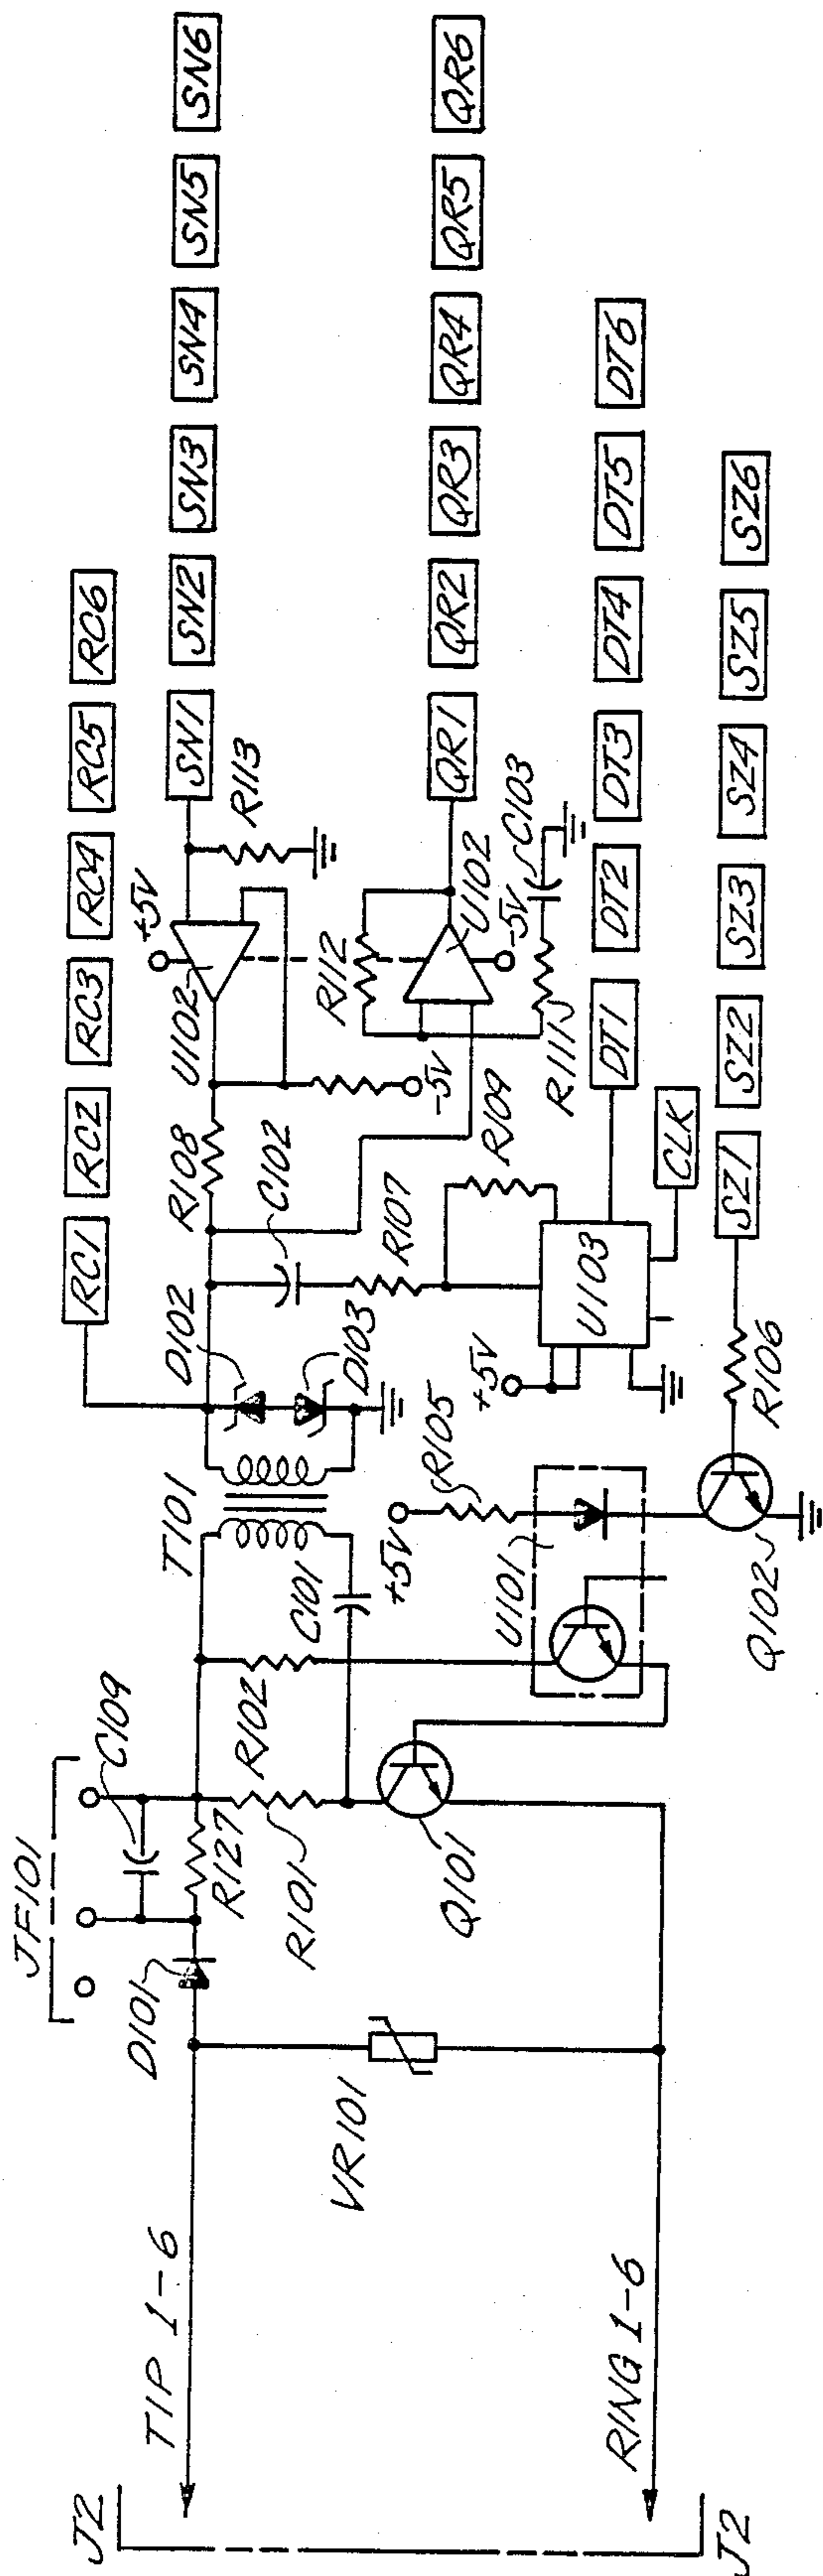 J2
TIP 1-6
RING 1-6
J2
JF101
D101
C109
R127
R101
R102
VR101
Q101
T101
C101
+5V
R105
U101
Q102
R106
RC1 RC2 RC3 RC4 RC5 RC6
D102
D103
R108
C102
R107
R109
+5V
U103
U102
+5V
-5V
R113
R112
U102
-5V
R111
C103
SN1 SN2 SN3 SN4 SN5 SN6
QR1 QR2 QR3 QR4 QR5 QR6
DT1 DT2 DT3 DT4 DT5 DT6
CLK
SZ1 SZ2 SZ3 SZ4 SZ5 SZ6